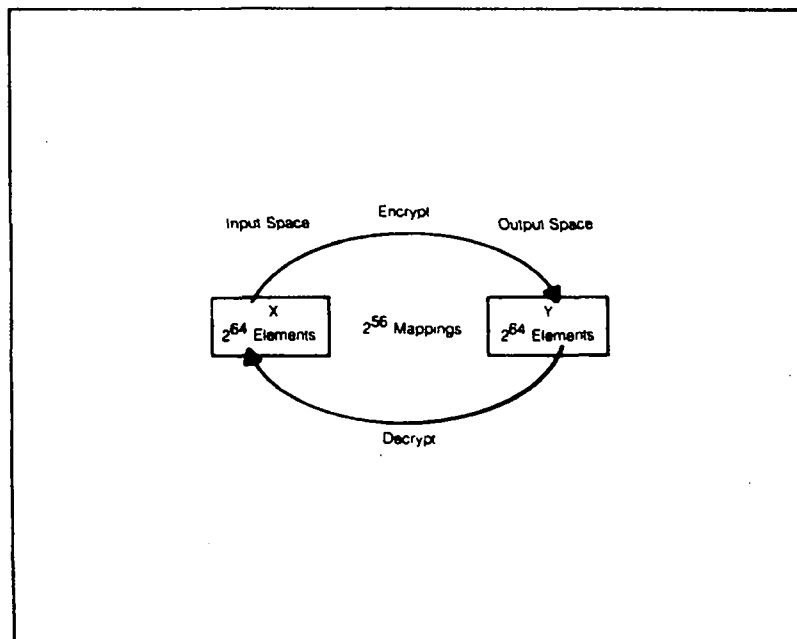 Encrypt
Input Space
Output Space
X
2^64 Elements
2^56 Mappings
Y
2^64 Elements
Decrypt